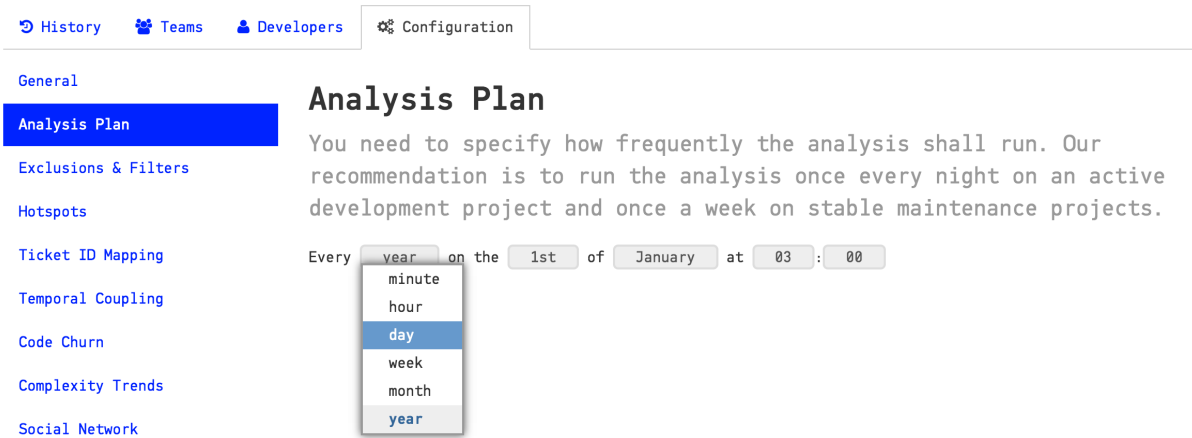 History Teams Developers Configuration
General
Analysis Plan
Exclusions & Filters
Hotspots
Ticket ID Mapping
Temporal Coupling
Code Churn
Complexity Trends
Social Network
Analysis Plan
You need to specify how frequently the analysis shall run. Our
recommendation is to run the analysis once every night on an active
development project and once a week on stable maintenance projects.
Every year on the 1st of January at 03 : 00
minute
hour
day
week
month
year